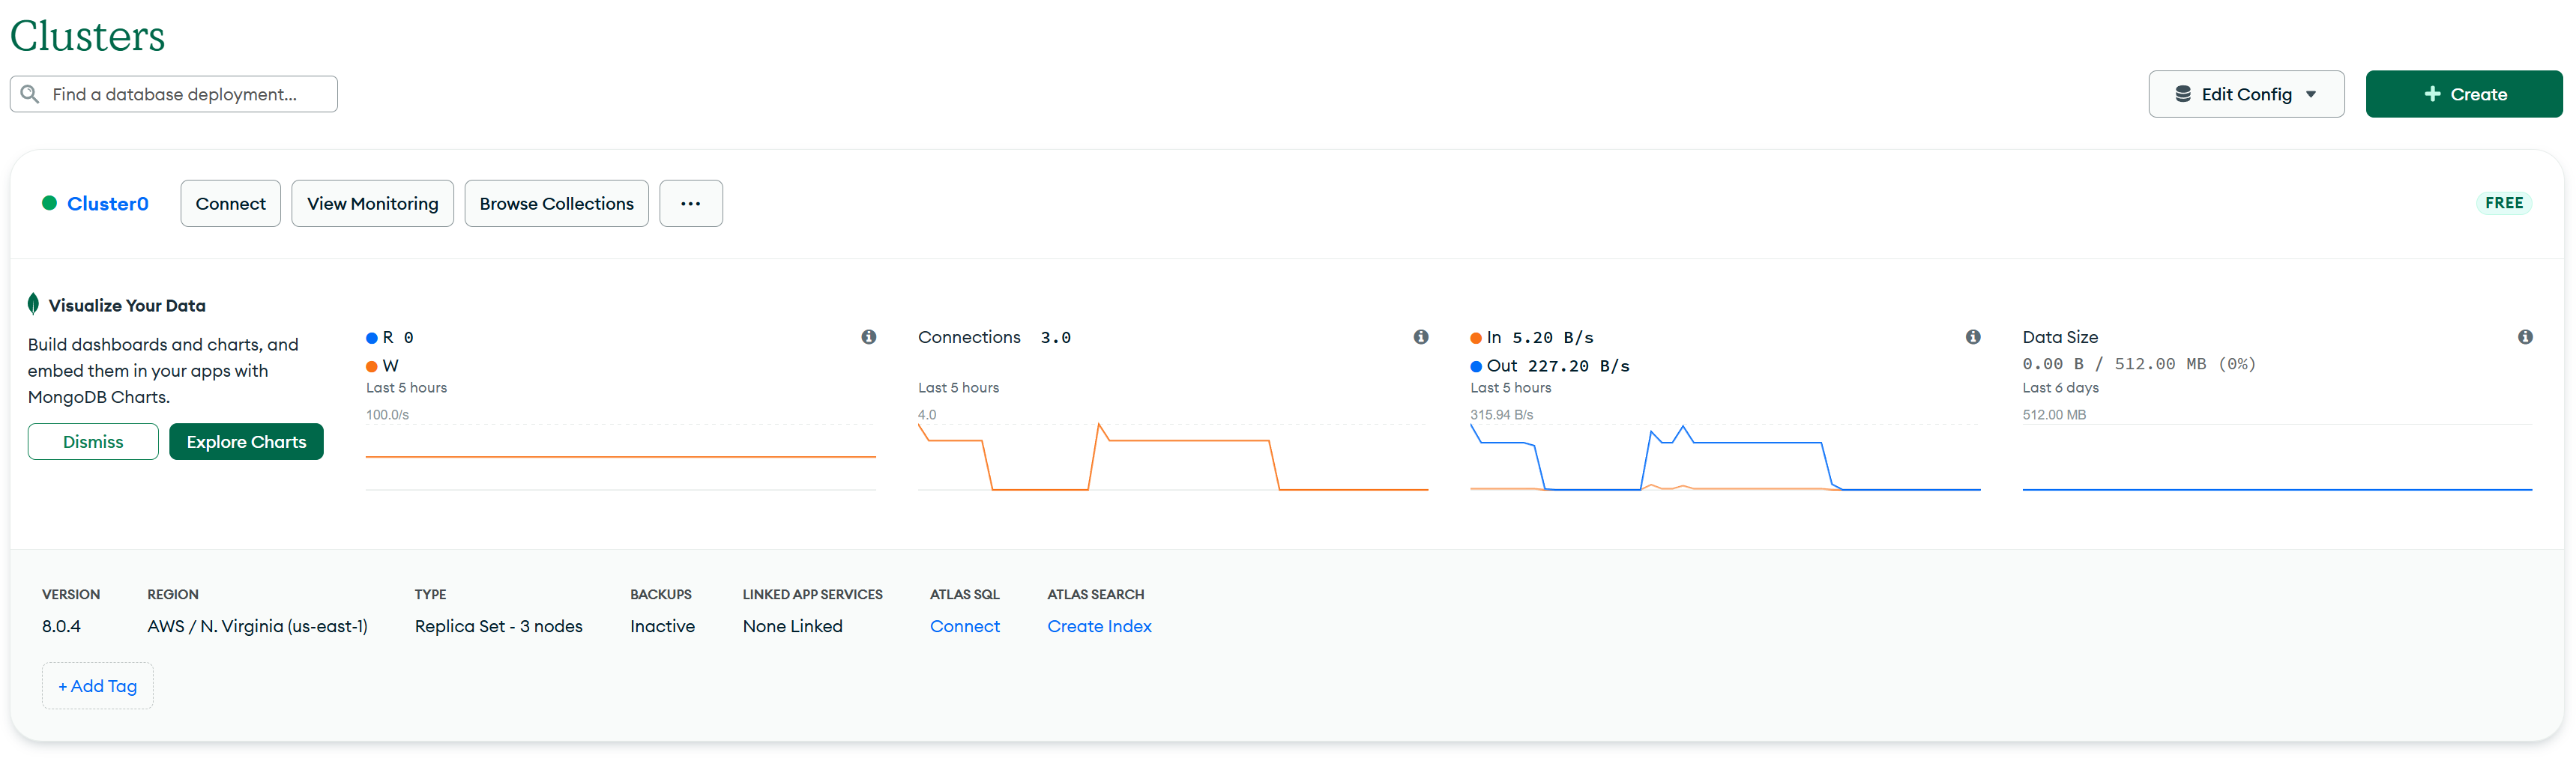 Clusters
Find a database deployment...
Edit Config
+ Create
Cluster0
Connect
View Monitoring
Browse Collections
...
FREE
Visualize Your Data
Build dashboards and charts, and
embed them in your apps with
MongoDB Charts.
Dismiss
Explore Charts
R 0
W
Last 5 hours
100.0/s
Connections 3.0
Last 5 hours
4.0
In 5.20 B/s
Out 227.20 B/s
Last 5 hours
315.94 B/s
Data Size
0.00 B / 512.00 MB (0%)
Last 6 days
512.00 MB
VERSION
8.0.4
REGION
AWS / N. Virginia (us-east-1)
TYPE
Replica Set - 3 nodes
BACKUPS
Inactive
LINKED APP SERVICES
None Linked
ATLAS SQL
Connect
ATLAS SEARCH
Create Index
+ Add Tag